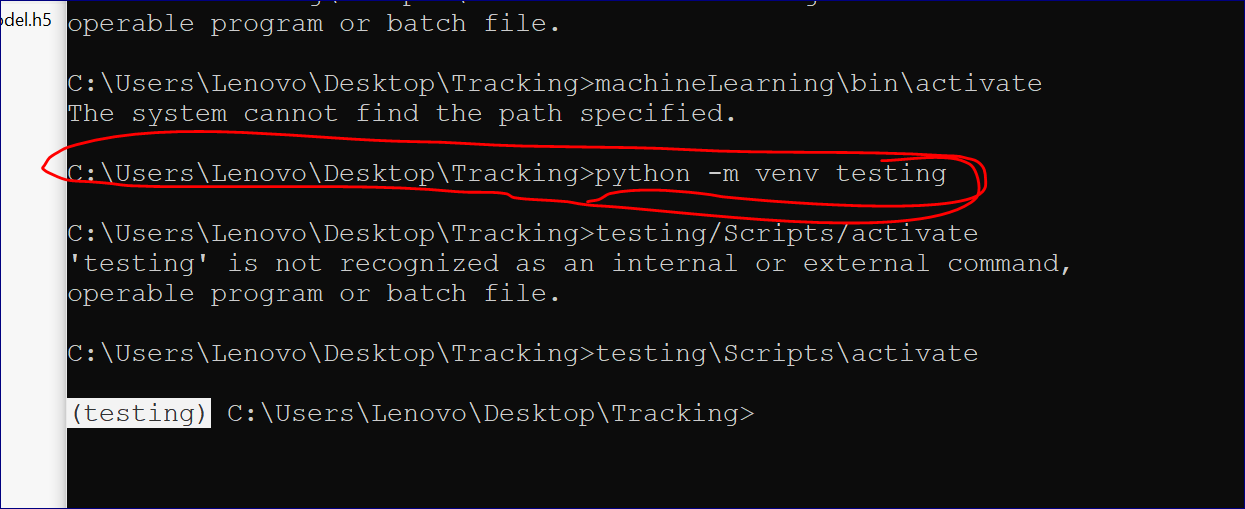 odel.h5
operable program or batch file.
C:\Users\Lenovo\Desktop\Tracking>machineLearning\bin\activate
The system cannot find the path specified.
C:\Users\Lenovo\Desktop\Tracking>python -m venv testing
C:\Users\Lenovo\Desktop\Tracking>testing/Scripts/activate
'testing' is not recognized as an internal or external command,
operable program or batch file.
C:\Users\Lenovo\Desktop\Tracking>testing\Scripts\activate
(testing) C:\Users\Lenovo\Desktop\Tracking>